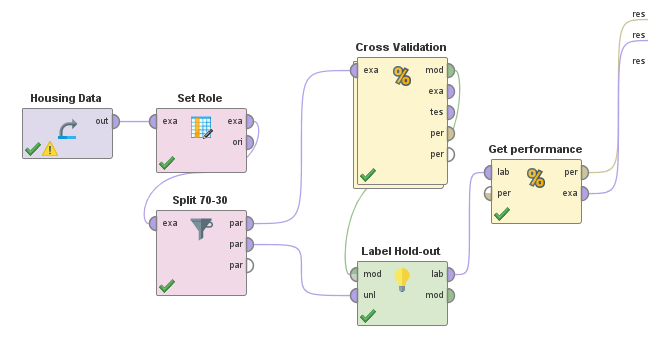 res
res
res
Cross Validation
exa
mod
exa
tes
per
per
Housing Data
out
Set Role
exa
exa
ori
Get performance
lab
per
per
exa
Split 70-30
exa
par
par
par
Label Hold-out
mod
lab
unl
mod